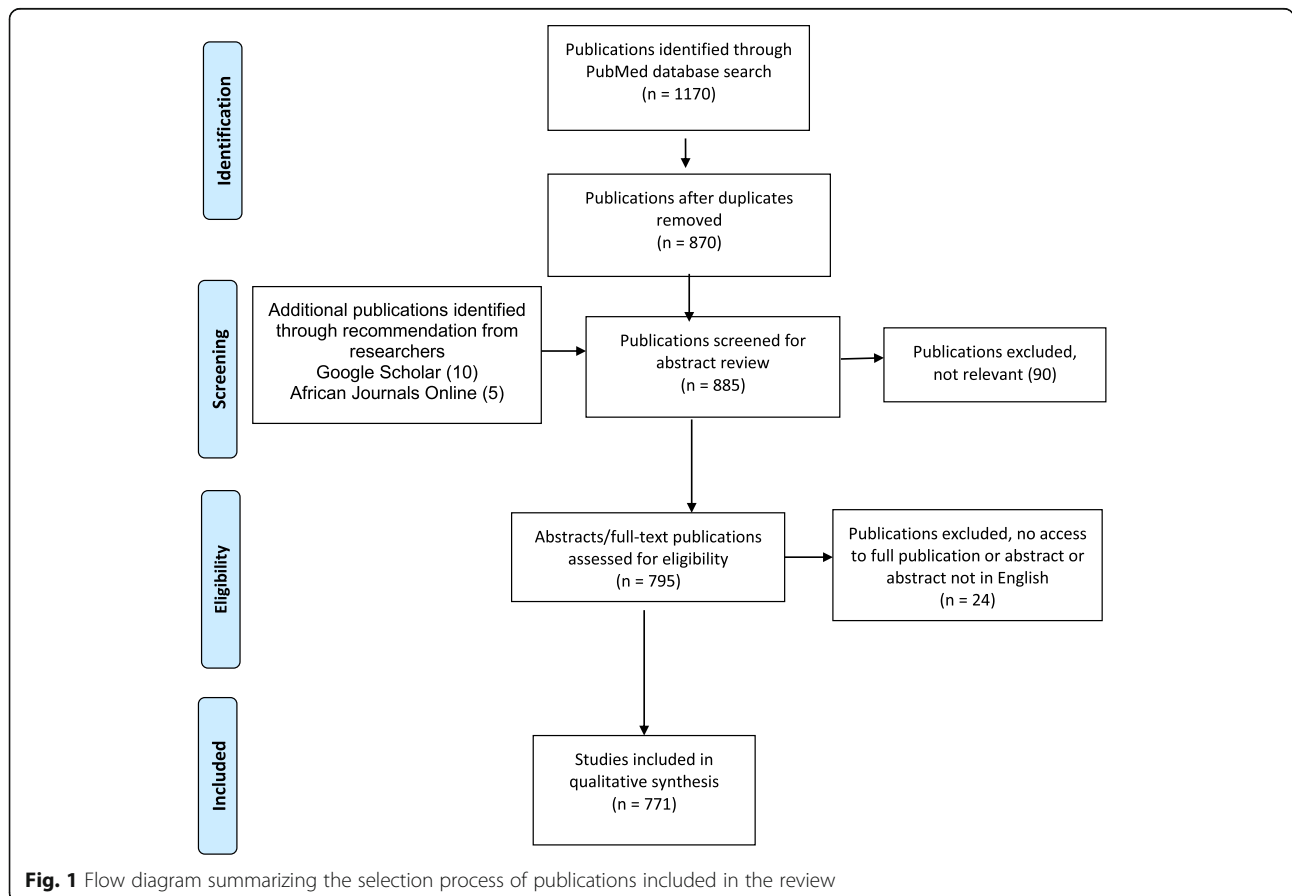 Identification
Publications identified through
PubMed database search
(n = 1170)
Publications after duplicates
removed
(n = 870)
Screening
Additional publications identified
through recommendation from
researchers
Google Scholar (10)
African Journals Online (5)
Publications screened for
abstract review
(n = 885)
Publications excluded,
not relevant (90)
Eligibility
Abstracts/full-text publications
assessed for eligibility
(n = 795)
Publications excluded, no access
to full publication or abstract or
abstract not in English
(n = 24)
Included
Studies included in
qualitative synthesis
(n = 771)
Fig. 1 Flow diagram summarizing the selection process of publications included in the review